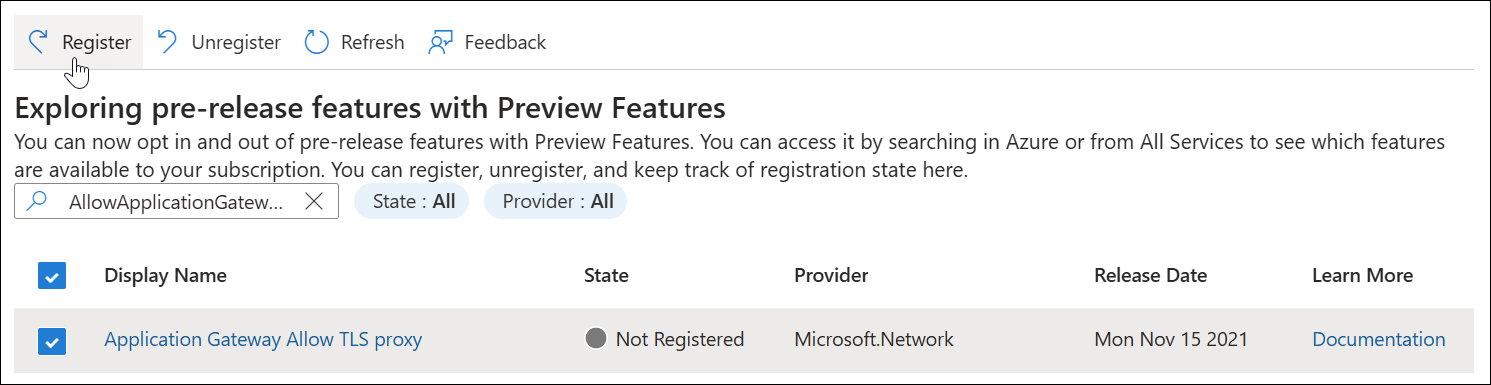 Register Unregister Refresh Feedback
Exploring pre-release features with Preview Features
You can now opt in and out of pre-release features with Preview Features. You can access it by searching in Azure or from All Services to see which features
are available to your subscription. You can register, unregister, and keep track of registration state here.
AllowApplicationGatew... State : All Provider : All
Display Name State Provider Release Date Learn More
Application Gateway Allow TLS proxy Not Registered Microsoft.Network Mon Nov 15 2021 Documentation